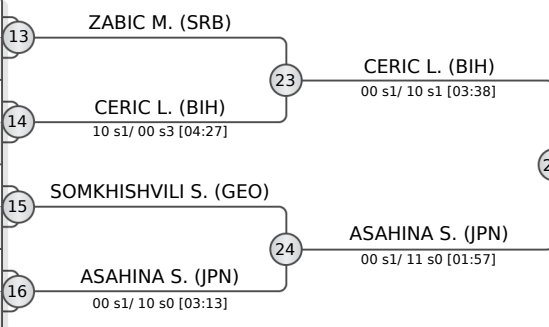 ZABIC M. (SRB)
13
CERIC L. (BIH)
23
00 s1/ 10 s1 [03:38]
CERIC L. (BIH)
14
10 s1/ 00 s3 [04:27]
2
SOMKHISHVILI S. (GEO)
15
ASAHINA S. (JPN)
24
00 s1/ 11 s0 [01:57]
ASAHINA S. (JPN)
16
00 s1/ 10 s0 [03:13]